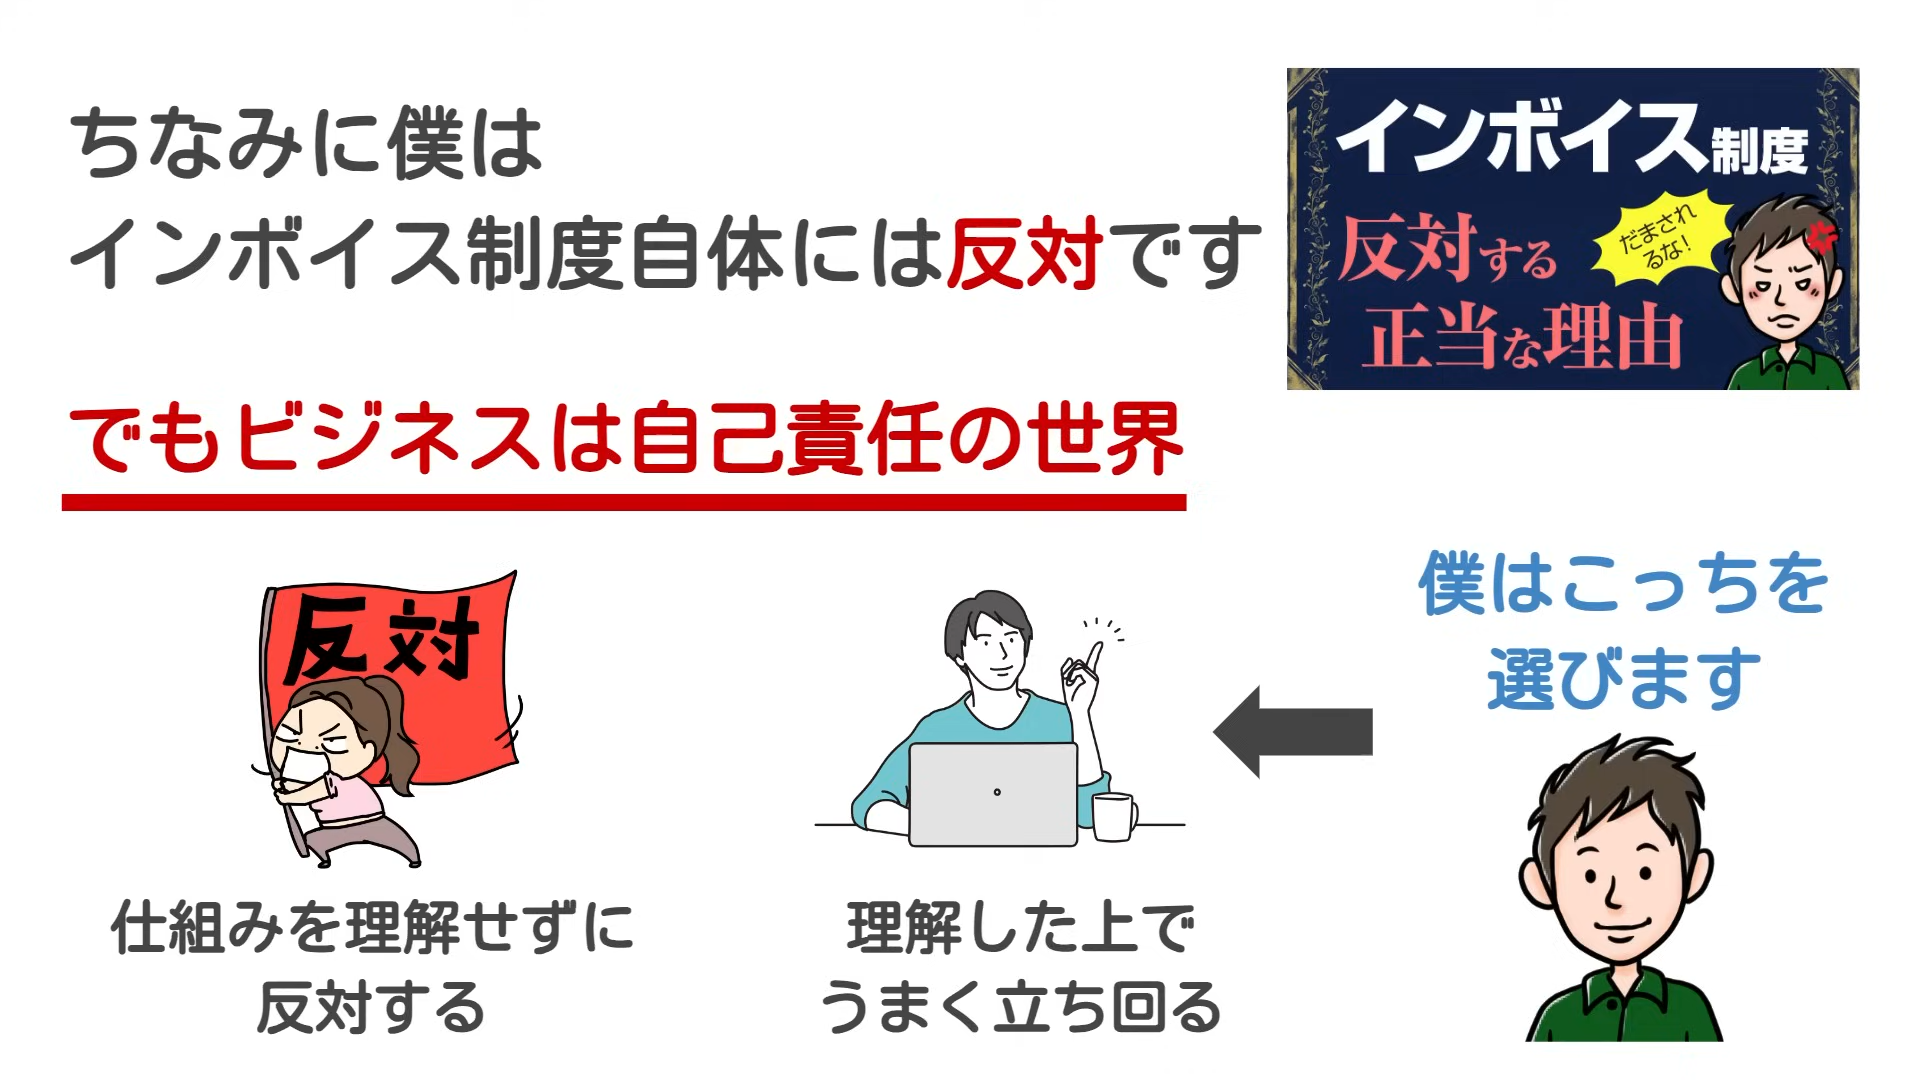 ちなみに僕は
インボイス制度自体には反対です
インボイス制度
反対する
正当な理由
だまされ
るな!
でもビジネスは自己責任の世界
反対
仕組みを理解せずに
反対する
理解した上で
うまく立ち回る
僕はこっちを
選びます